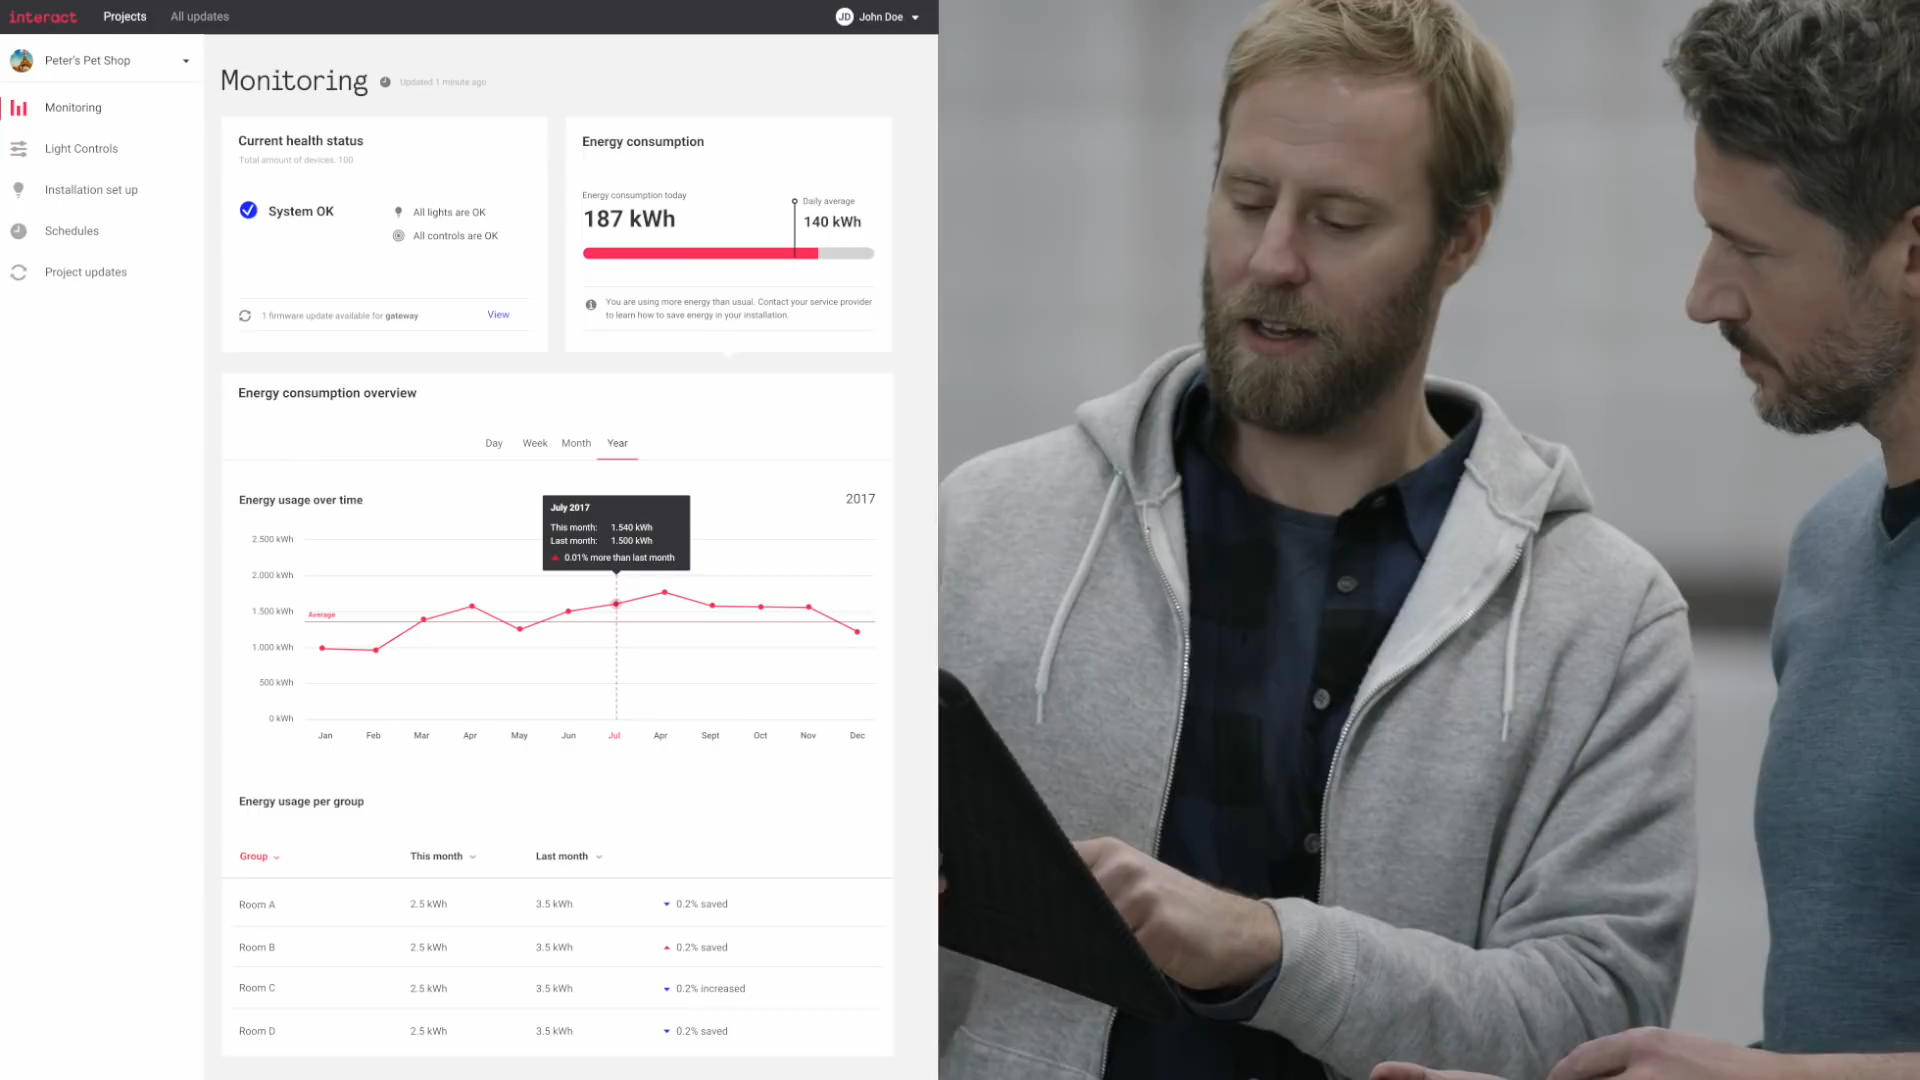 interact
Projects
All updates
JD John Doe
Peter's Pet Shop
Monitoring
Light Controls
Installation set up
Schedules
Project updates
Monitoring
Updated 1 minute ago
Current health status
Total amount of devices: 100
System OK
All lights are OK
All controls are OK
1 firmware update available for gateway
View
Energy consumption
Energy consumption today
187 kWh
Daily average
140 kWh
You are using more energy than usual. Contact your service provider
to learn how to save energy in your installation.
Energy consumption overview
Day Week Month Year
Energy usage over time
2017
July 2017
This month: 1.540 kWh
Last month: 1.500 kWh
0.01% more than last month
2.500 kWh
2.000 kWh
1.500 kWh
Average
1.000 kWh
500 kWh
0 kWh
Jan Feb Mar Apr May Jun Jul Apr Sept Oct Nov Dec
Energy usage per group
Group This month Last month
Room A 2.5 kWh 3.5 kWh 0.2% saved
Room B 2.5 kWh 3.5 kWh 0.2% saved
Room C 2.5 kWh 3.5 kWh 0.2% increased
Room D 2.5 kWh 3.5 kWh 0.2% saved